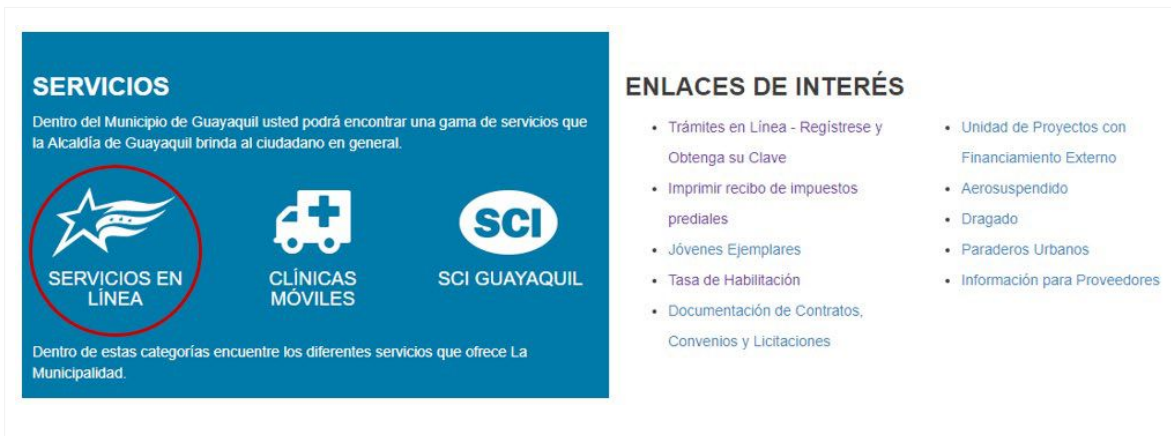 SERVICIOS
Dentro del Municipio de Guayaquil usted podrá encontrar una gama de servicios que
la Alcaldía de Guayaquil brinda al ciudadano en general.
SERVICIOS EN
LÍNEA
CLÍNICAS
MÓVILES
SCI
SCI GUAYAQUIL
Dentro de estas categorías encuentre los diferentes servicios que ofrece La
Municipalidad.
ENLACES DE INTERÉS
Trámites en Línea - Regístrese y
Obtenga su Clave
Imprimir recibo de impuestos
prediales
Jóvenes Ejemplares
Tasa de Habilitación
Documentación de Contratos,
Convenios y Licitaciones
Unidad de Proyectos con
Financiamiento Externo
Aerosuspendido
Dragado
Paraderos Urbanos
Información para Proveedores